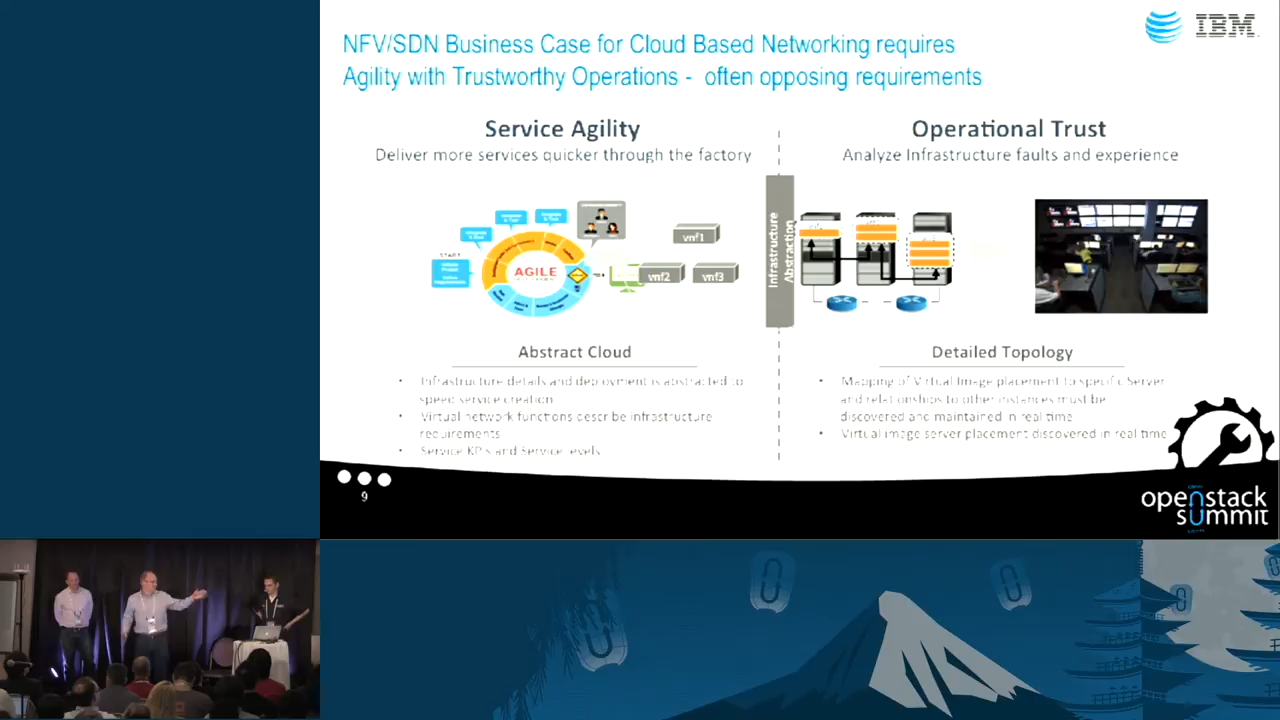 IBM
NFV/SDN Business Case for Cloud Based Networking requires
Agility with Trustworthy Operations - often opposing requirements
Service Agility
Deliver more services quicker through the factory
Operational Trust
Analyze Infrastructure faults and experience
START
AGILE
vnf1
vnf2
vnf3
Infrastructure
Abstraction
Abstract Cloud
• Infrastructure details and deployment is abstracted to
speed service creation
• Virtual network functions describe infrastructure
requirements
• Service KPIs and Service levels
Detailed Topology
• Mapping of Virtual Image placement to specific Server
and relationships to other instances must be
discovered and maintained in real time
• Virtual image server placement discovered in real time
9
openstack
summit